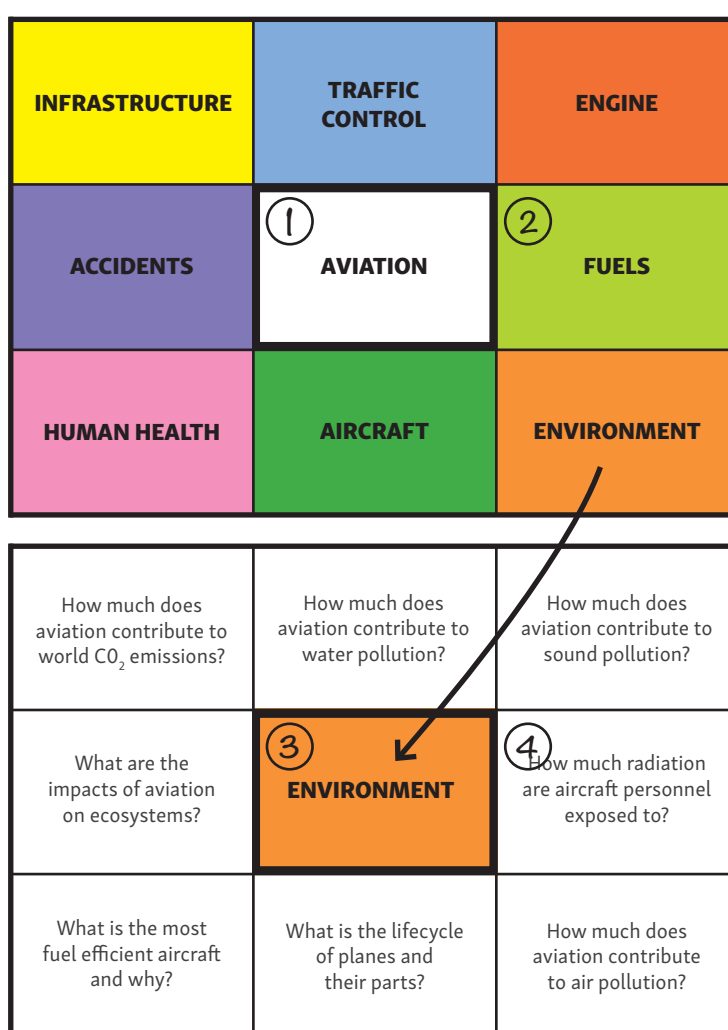 INFRASTRUCTURE
TRAFFIC
CONTROL
ENGINE
ACCIDENTS
1
AVIATION
2
FUELS
HUMAN HEALTH
AIRCRAFT
ENVIRONMENT
How much does
aviation contribute to
world CO₂ emissions?
How much does
aviation contribute to
water pollution?
How much does
aviation contribute to
sound pollution?
What are the
impacts of aviation
on ecosystems?
3
ENVIRONMENT
4
How much radiation
are aircraft personnel
exposed to?
What is the most
fuel efficient aircraft
and why?
What is the lifecycle
of planes and
their parts?
How much does
aviation contribute
to air pollution?